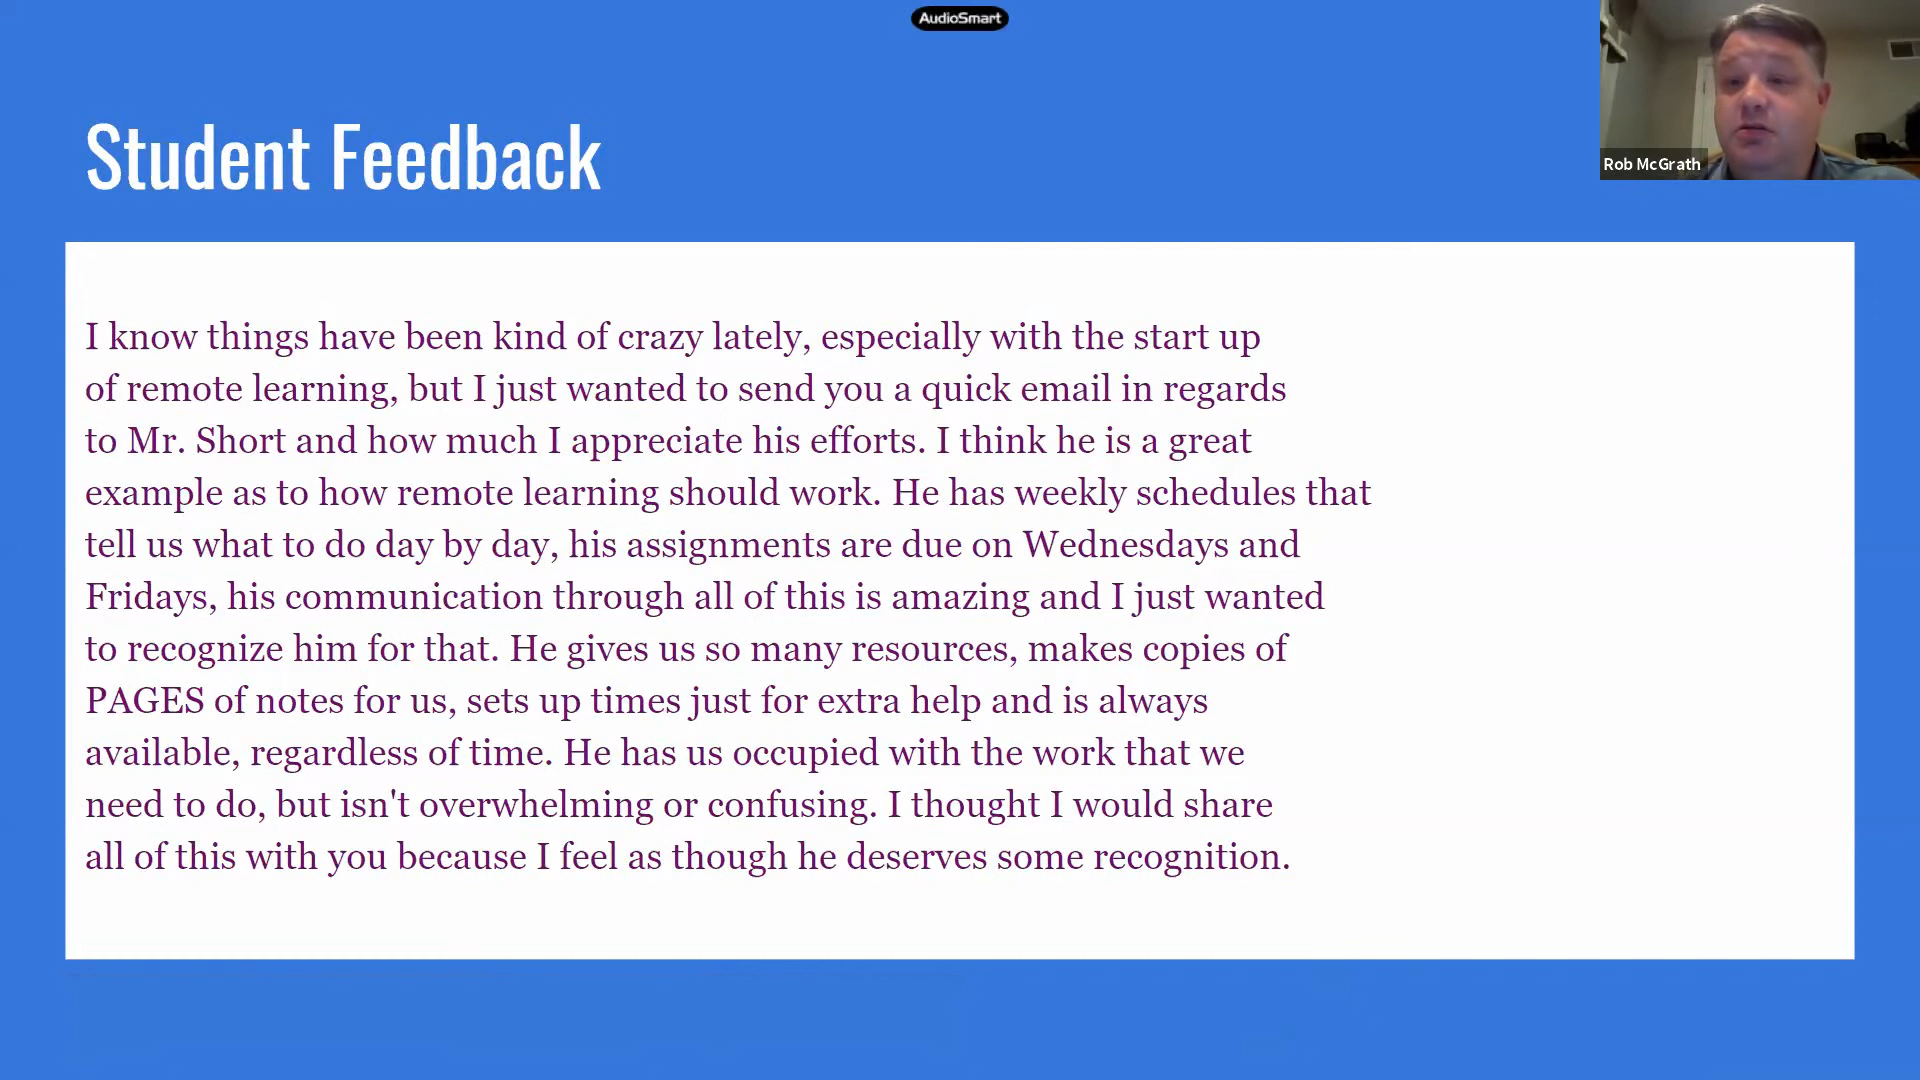 AudioSmart
Rob McGrath
Student Feedback
I know things have been kind of crazy lately, especially with the start up
of remote learning, but I just wanted to send you a quick email in regards
to Mr. Short and how much I appreciate his efforts. I think he is a great
example as to how remote learning should work. He has weekly schedules that
tell us what to do day by day, his assignments are due on Wednesdays and
Fridays, his communication through all of this is amazing and I just wanted
to recognize him for that. He gives us so many resources, makes copies of
PAGES of notes for us, sets up times just for extra help and is always
available, regardless of time. He has us occupied with the work that we
need to do, but isn't overwhelming or confusing. I thought I would share
all of this with you because I feel as though he deserves some recognition.